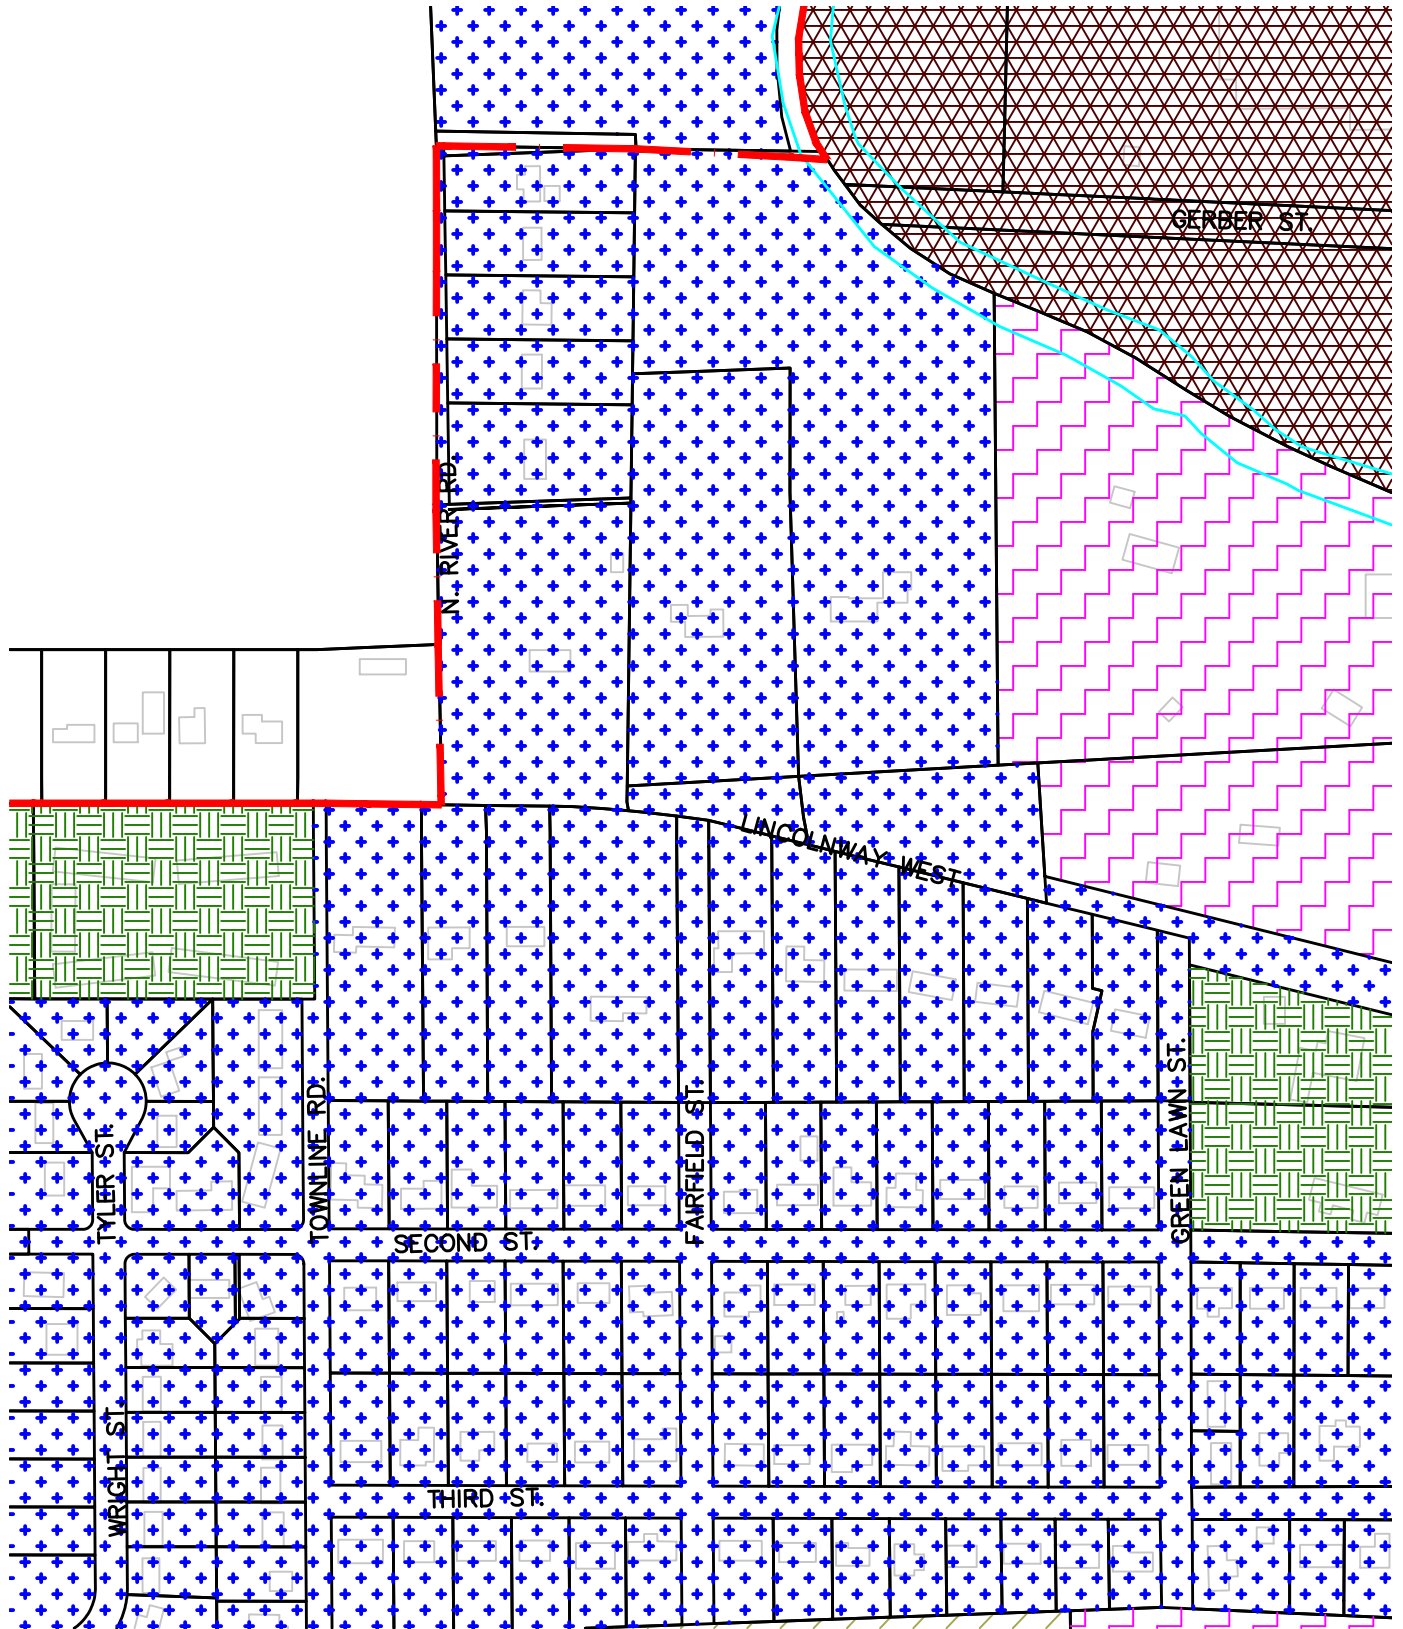 GERBER ST.
N. RIVER RD.
LINCOLNWAY WEST
TYLER ST.
TOWNLINE RD.
FAIRFIELD ST.
GREEN LAWN ST.
SECOND ST.
WRIGHT ST.
THIRD ST.